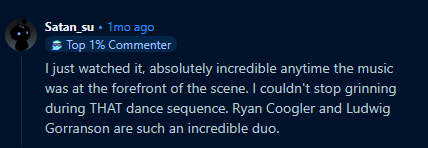 Satan_su • 1mo ago
Top 1% Commenter
I just watched it, absolutely incredible anytime the music
was at the forefront of the scene. I couldn't stop grinning
during THAT dance sequence. Ryan Coogler and Ludwig
Gorranson are such an incredible duo.